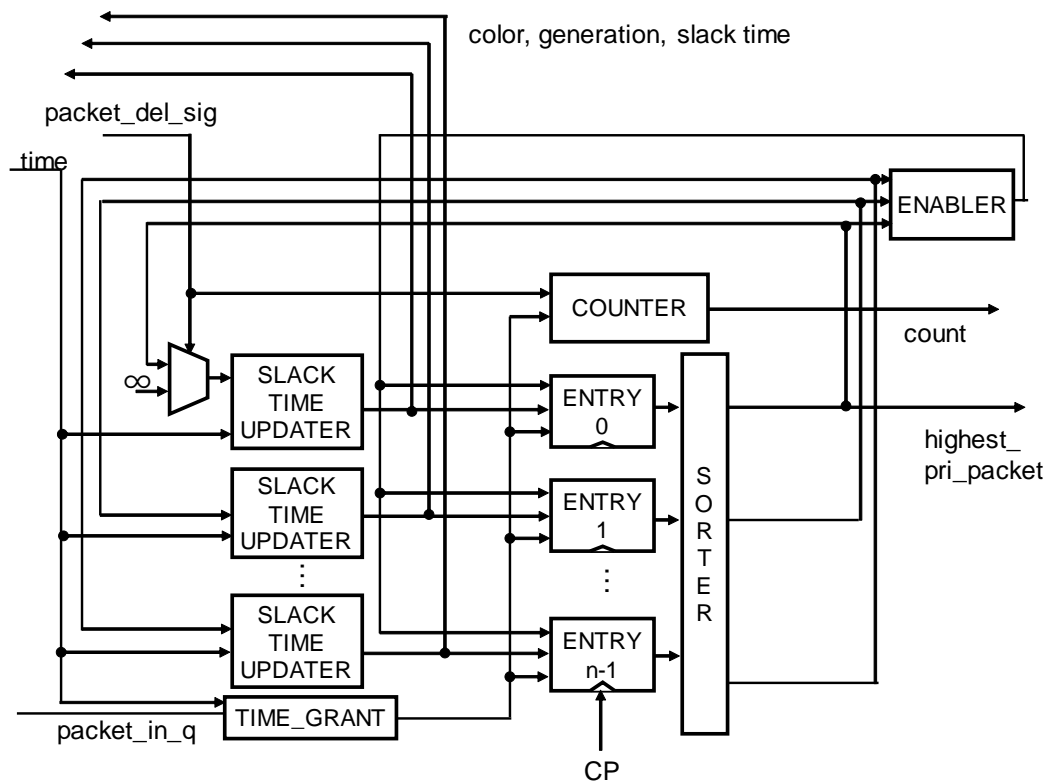 color, generation, slack time
packet_del_sig
time
ENABLER
COUNTER
count
∞
SLACK
TIME
UPDATER
ENTRY
0
highest_
pri_packet
SLACK
TIME
UPDATER
ENTRY
1
S
O
R
T
E
R
⋮
⋮
SLACK
TIME
UPDATER
ENTRY
n-1
packet_in_q
TIME_GRANT
CP